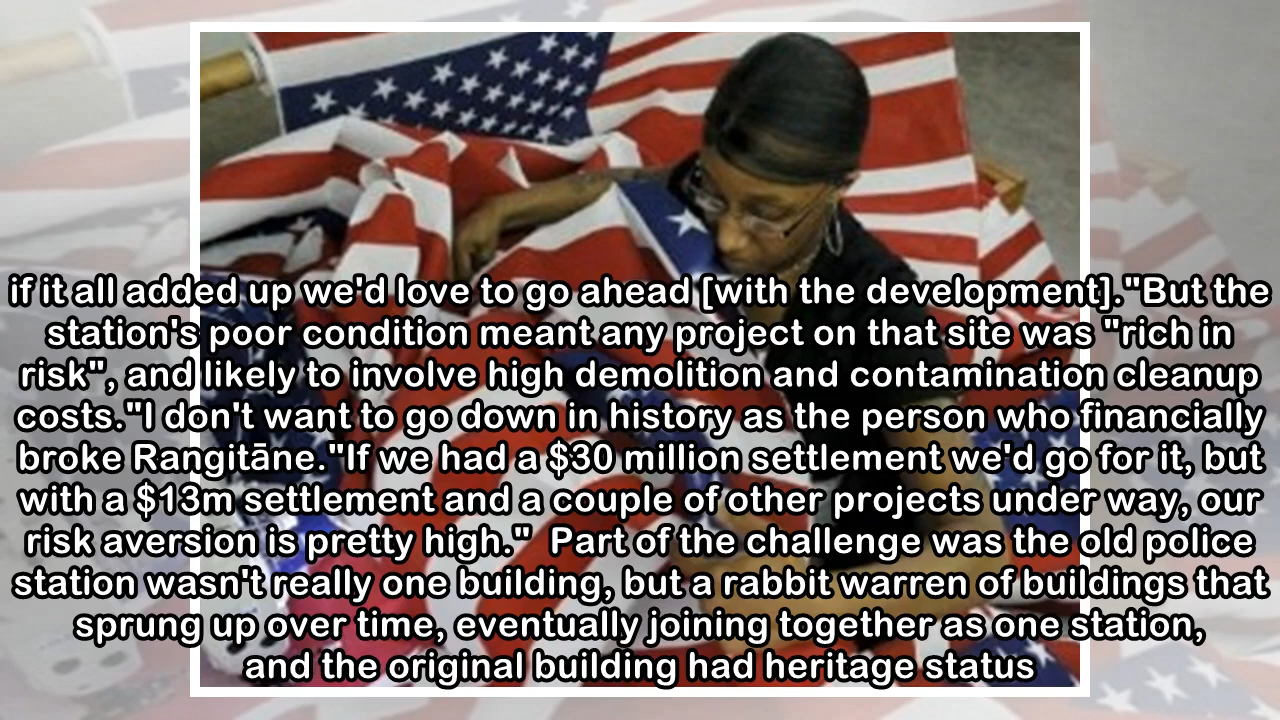 if it all added up we'd love to go ahead [with the development]."But the
station's poor condition meant any project on that site was "rich in
risk", and likely to involve high demolition and contamination cleanup
costs."I don't want to go down in history as the person who financially
broke Rangitāne."If we had a $30 million settlement we'd go for it, but
with a $13m settlement and a couple of other projects under way, our
risk aversion is pretty high."  Part of the challenge was the old police
station wasn't really one building, but a rabbit warren of buildings that
sprung up over time, eventually joining together as one station,
and the original building had heritage status